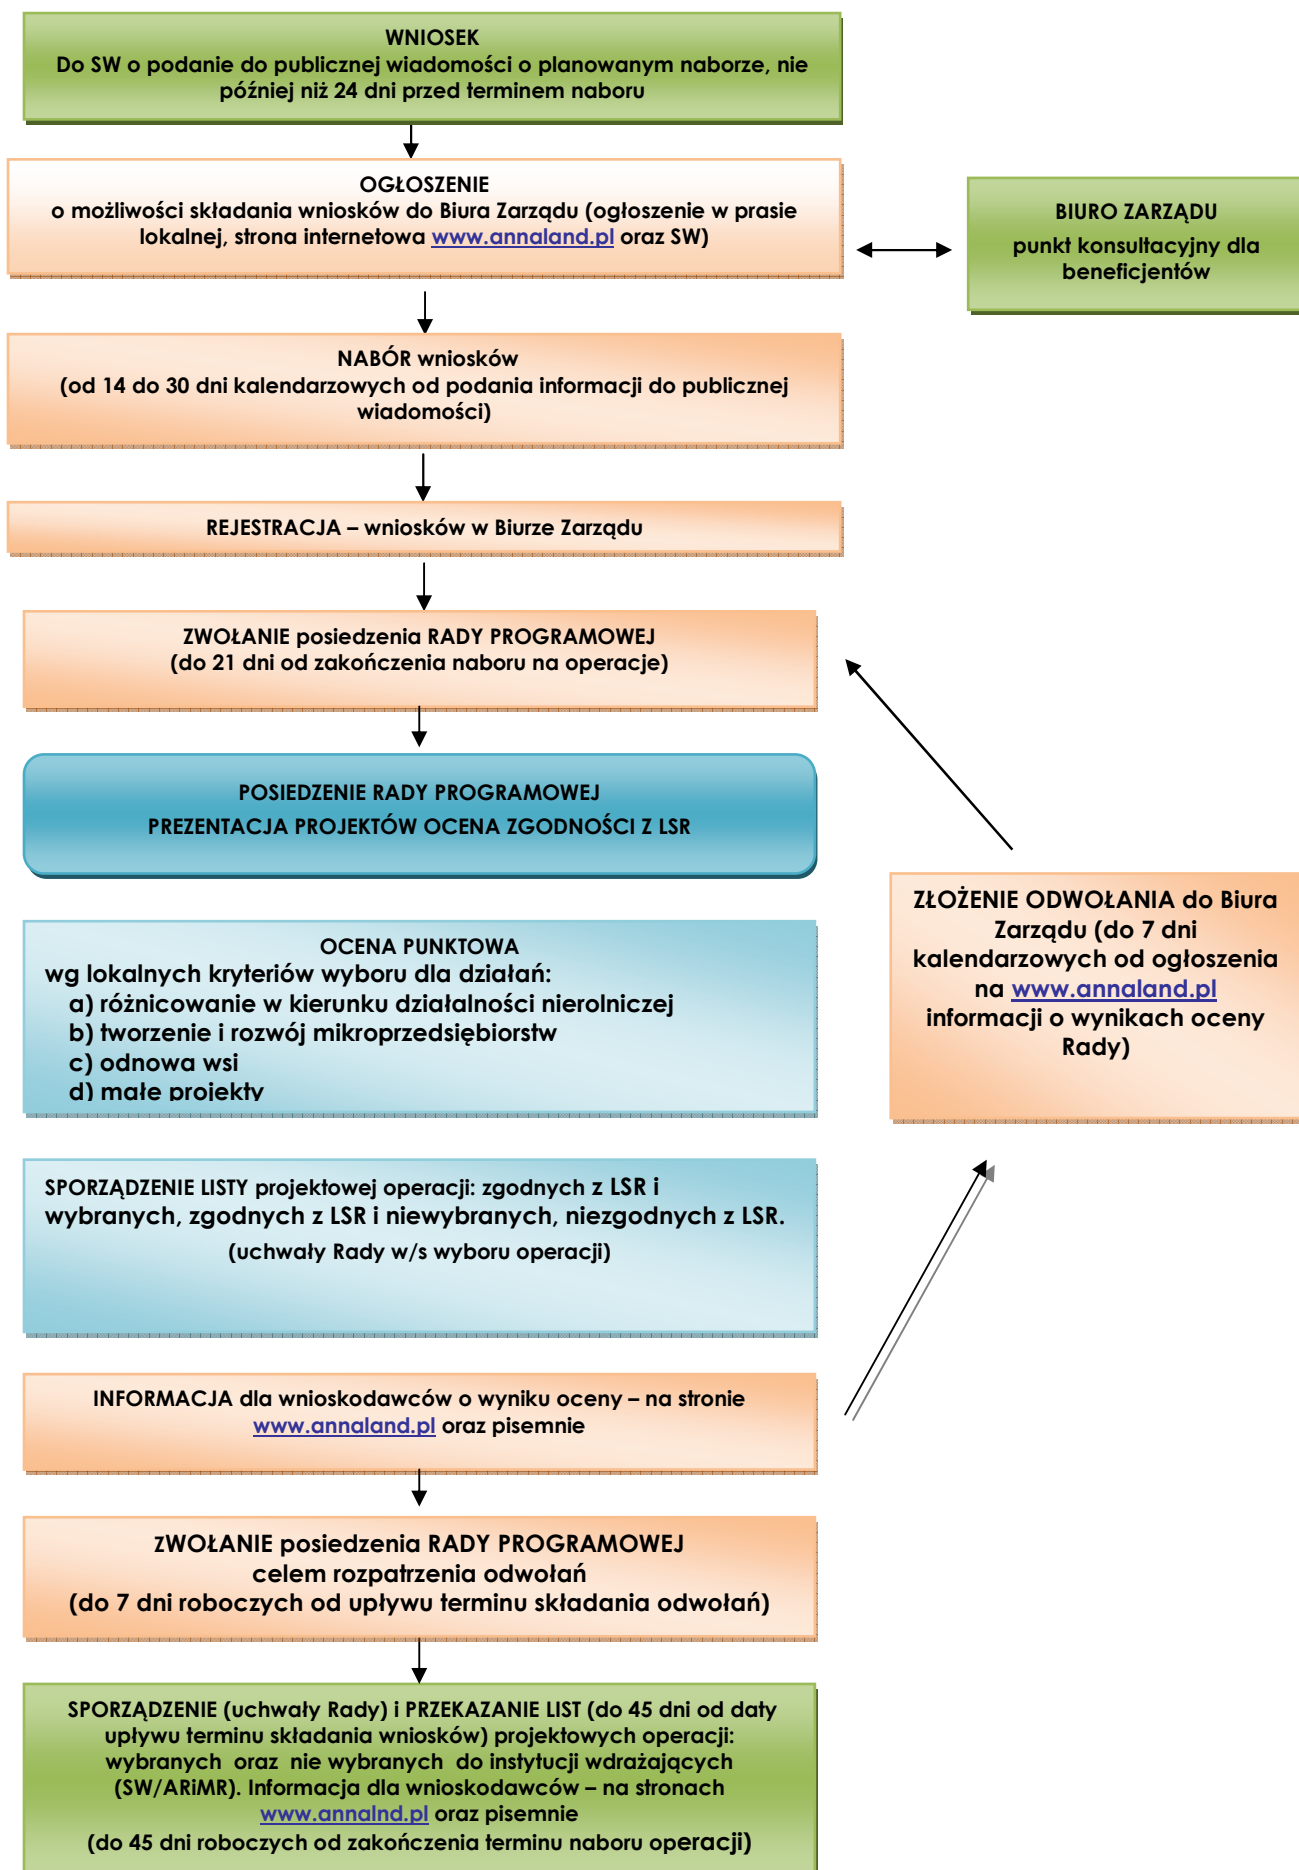 WNIOSEK
Do SW o podanie do publicznej wiadomości o planowanym naborze, nie
później niż 24 dni przed terminem naboru
OGŁOSZENIE
o możliwości składania wniosków do Biura Zarządu (ogłoszenie w prasie
lokalnej, strona internetowa www.annaland.pl oraz SW)
BIURO ZARZĄDU
punkt konsultacyjny dla
beneficjentów
NABÓR wniosków
(od 14 do 30 dni kalendarzowych od podania informacji do publicznej
wiadomości)
REJESTRACJA – wniosków w Biurze Zarządu
ZWOŁANIE posiedzenia RADY PROGRAMOWEJ
(do 21 dni od zakończenia naboru na operacje)
POSIEDZENIE RADY PROGRAMOWEJ
PREZENTACJA PROJEKTÓW OCENA ZGODNOŚCI Z LSR
ZŁOŻENIE ODWOŁANIA do Biura
Zarządu (do 7 dni
kalendarzowych od ogłoszenia
na www.annaland.pl
informacji o wynikach oceny
Rady)
OCENA PUNKTOWA
wg lokalnych kryteriów wyboru dla działań:
a) różnicowanie w kierunku działalności nierolniczej
b) tworzenie i rozwój mikroprzedsiębiorstw
c) odnowa wsi
d) małe projekty
SPORZĄDZENIE LISTY projektowej operacji: zgodnych z LSR i
wybranych, zgodnych z LSR i niewybranych, niezgodnych z LSR.
(uchwały Rady w/s wyboru operacji)
INFORMACJA dla wnioskodawców o wyniku oceny – na stronie
www.annaland.pl oraz pisemnie
ZWOŁANIE posiedzenia RADY PROGRAMOWEJ
celem rozpatrzenia odwołań
(do 7 dni roboczych od upływu terminu składania odwołań)
SPORZĄDZENIE (uchwały Rady) i PRZEKAZANIE LIST (do 45 dni od daty
upływu terminu składania wniosków) projektowych operacji:
wybranych oraz nie wybranych do instytucji wdrażających
(SW/ARiMR). Informacja dla wnioskodawców – na stronach
www.annalnd.pl oraz pisemnie
(do 45 dni roboczych od zakończenia terminu naboru operacji)